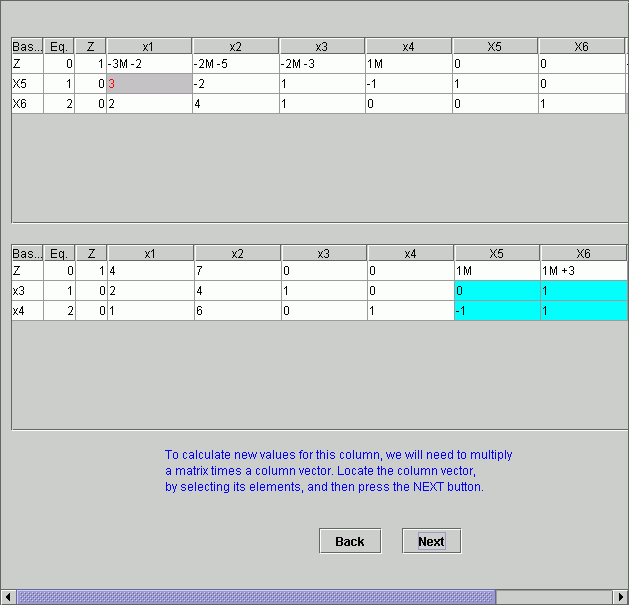 Bas... Eq. Z x1 x2 x3 x4 X5 X6
Z 0 1 -3M -2 -2M -5 -2M -3 1M 0 0
X5 1 0 3 -2 1 -1 1 0
X6 2 0 2 4 1 0 0 1
Bas... Eq. Z x1 x2 x3 x4 X5 X6
Z 0 1 4 7 0 0 1M 1M +3
x3 1 0 2 4 1 0 0 1
x4 2 0 1 6 0 1 -1 1
To calculate new values for this column, we will need to multiply
a matrix times a column vector. Locate the column vector,
by selecting its elements, and then press the NEXT button.
Back Next